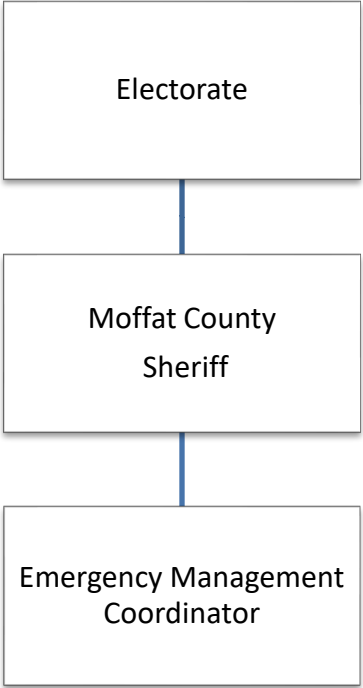 Electorate
Moffat County
Sheriff
Emergency Management
Coordinator